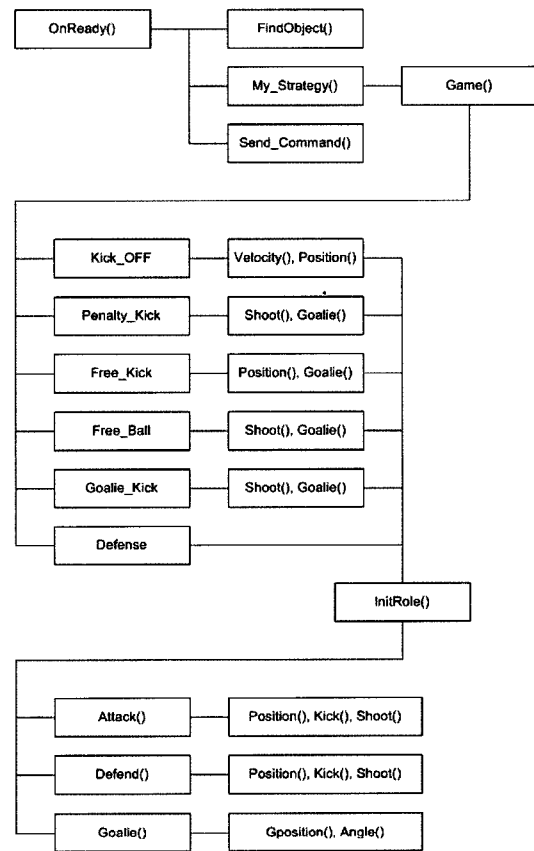 OnReady()
FindObject()
My_Strategy()
Game()
Send_Command()
Kick_OFF
Velocity(), Position()
Penalty_Kick
Shoot(), Goalie()
Free_Kick
Position(), Goalie()
Free_Ball
Shoot(), Goalie()
Goalie_Kick
Shoot(), Goalie()
Defense
InitRole()
Attack()
Position(), Kick(), Shoot()
Defend()
Position(), Kick(), Shoot()
Goalie()
Gposition(), Angle()